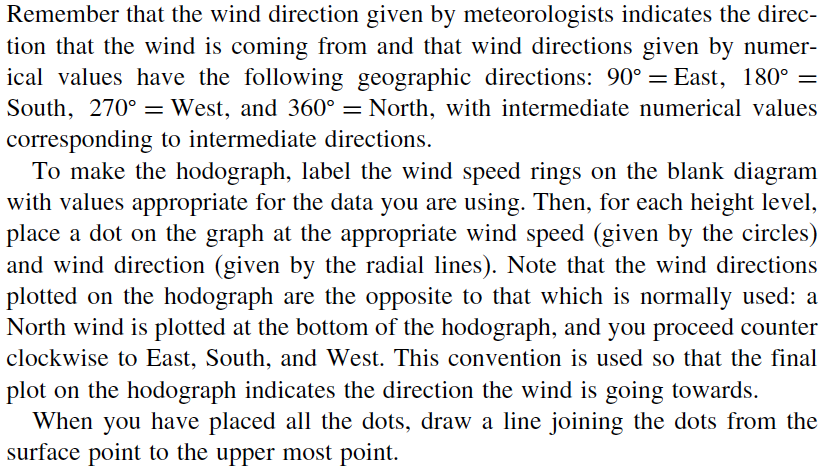 Remember that the wind direction given by meteorologists indicates the direc-
tion that the wind is coming from and that wind directions given by numer-
ical values have the following geographic directions: 90° = East, 180° =
South, 270° = West, and 360° = North, with intermediate numerical values
corresponding to intermediate directions.
To make the hodograph, label the wind speed rings on the blank diagram
with values appropriate for the data you are using. Then, for each height level,
place a dot on the graph at the appropriate wind speed (given by the circles)
and wind direction (given by the radial lines). Note that the wind directions
plotted on the hodograph are the opposite to that which is normally used: a
North wind is plotted at the bottom of the hodograph, and you proceed counter
clockwise to East, South, and West. This convention is used so that the final
plot on the hodograph indicates the direction the wind is going towards.
When you have placed all the dots, draw a line joining the dots from the
surface point to the upper most point.